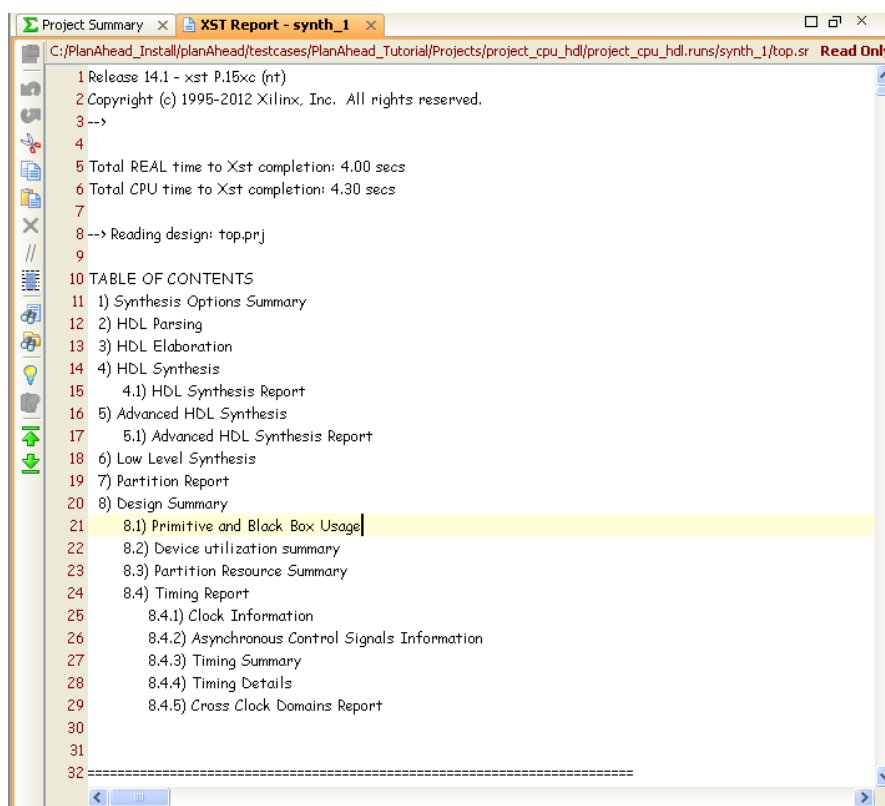 Project Summary × XST Report - synth_1 ×
C:/PlanAhead_Install/planAhead/testcases/PlanAhead_Tutorial/Projects/project_cpu_hdl/project_cpu_hdl.runs/synth_1/top.sr Read Only
1 Release 14.1 - xst P.15xc (nt)
2 Copyright (c) 1995-2012 Xilinx, Inc. All rights reserved.
3 -->
4
5 Total REAL time to Xst completion: 4.00 secs
6 Total CPU time to Xst completion: 4.30 secs
7
8 --> Reading design: top.prj
9
10 TABLE OF CONTENTS
11 1) Synthesis Options Summary
12 2) HDL Parsing
13 3) HDL Elaboration
14 4) HDL Synthesis
15 4.1) HDL Synthesis Report
16 5) Advanced HDL Synthesis
17 5.1) Advanced HDL Synthesis Report
18 6) Low Level Synthesis
19 7) Partition Report
20 8) Design Summary
21 8.1) Primitive and Black Box Usage
22 8.2) Device utilization summary
23 8.3) Partition Resource Summary
24 8.4) Timing Report
25 8.4.1) Clock Information
26 8.4.2) Asynchronous Control Signals Information
27 8.4.3) Timing Summary
28 8.4.4) Timing Details
29 8.4.5) Cross Clock Domains Report
30
31
32 =========================================================================